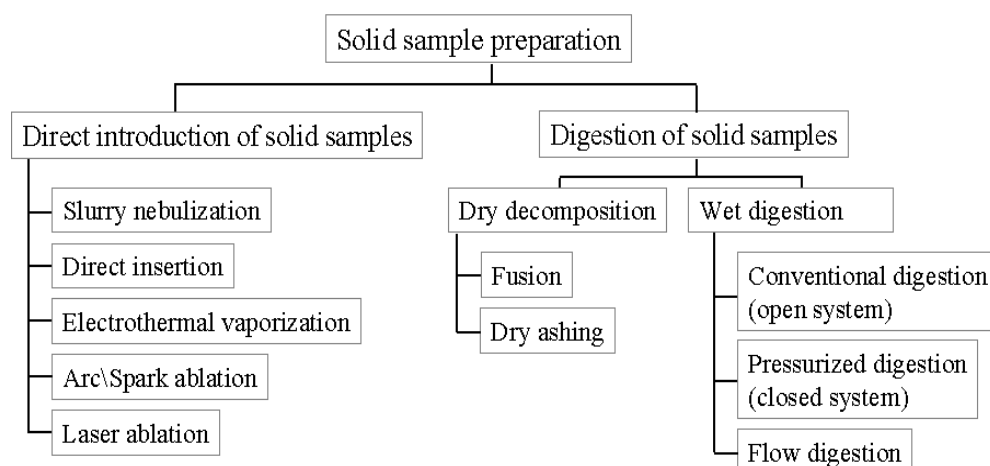 Solid sample preparation
Direct introduction of solid samples
Slurry nebulization
Direct insertion
Electrothermal vaporization
Arc\Spark ablation
Laser ablation
Digestion of solid samples
Dry decomposition
Fusion
Dry ashing
Wet digestion
Conventional digestion
(open system)
Pressurized digestion
(closed system)
Flow digestion